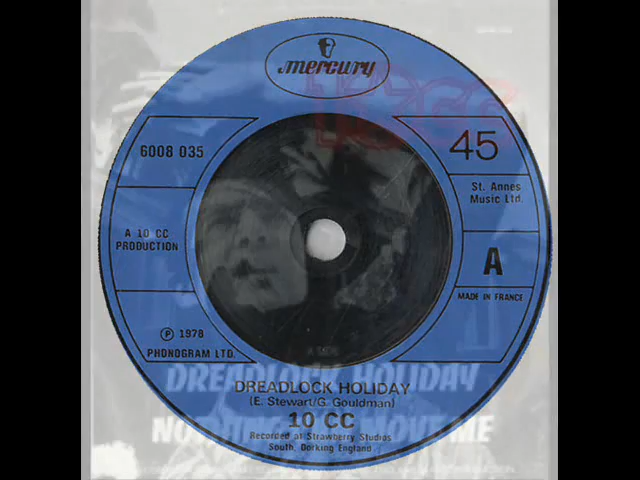 mercury
10cc
6008 035
45
St. Annes
Music Ltd.
A 10 CC
PRODUCTION
A
MADE IN FRANCE
℗ 1978
PHONOGRAM LTD.
DREADLOCK HOLIDAY
DREADLOCK HOLIDAY
(E. Stewart/G. Gouldman)
10 CC
Recorded at Strawberry Studios
South, Dorking England